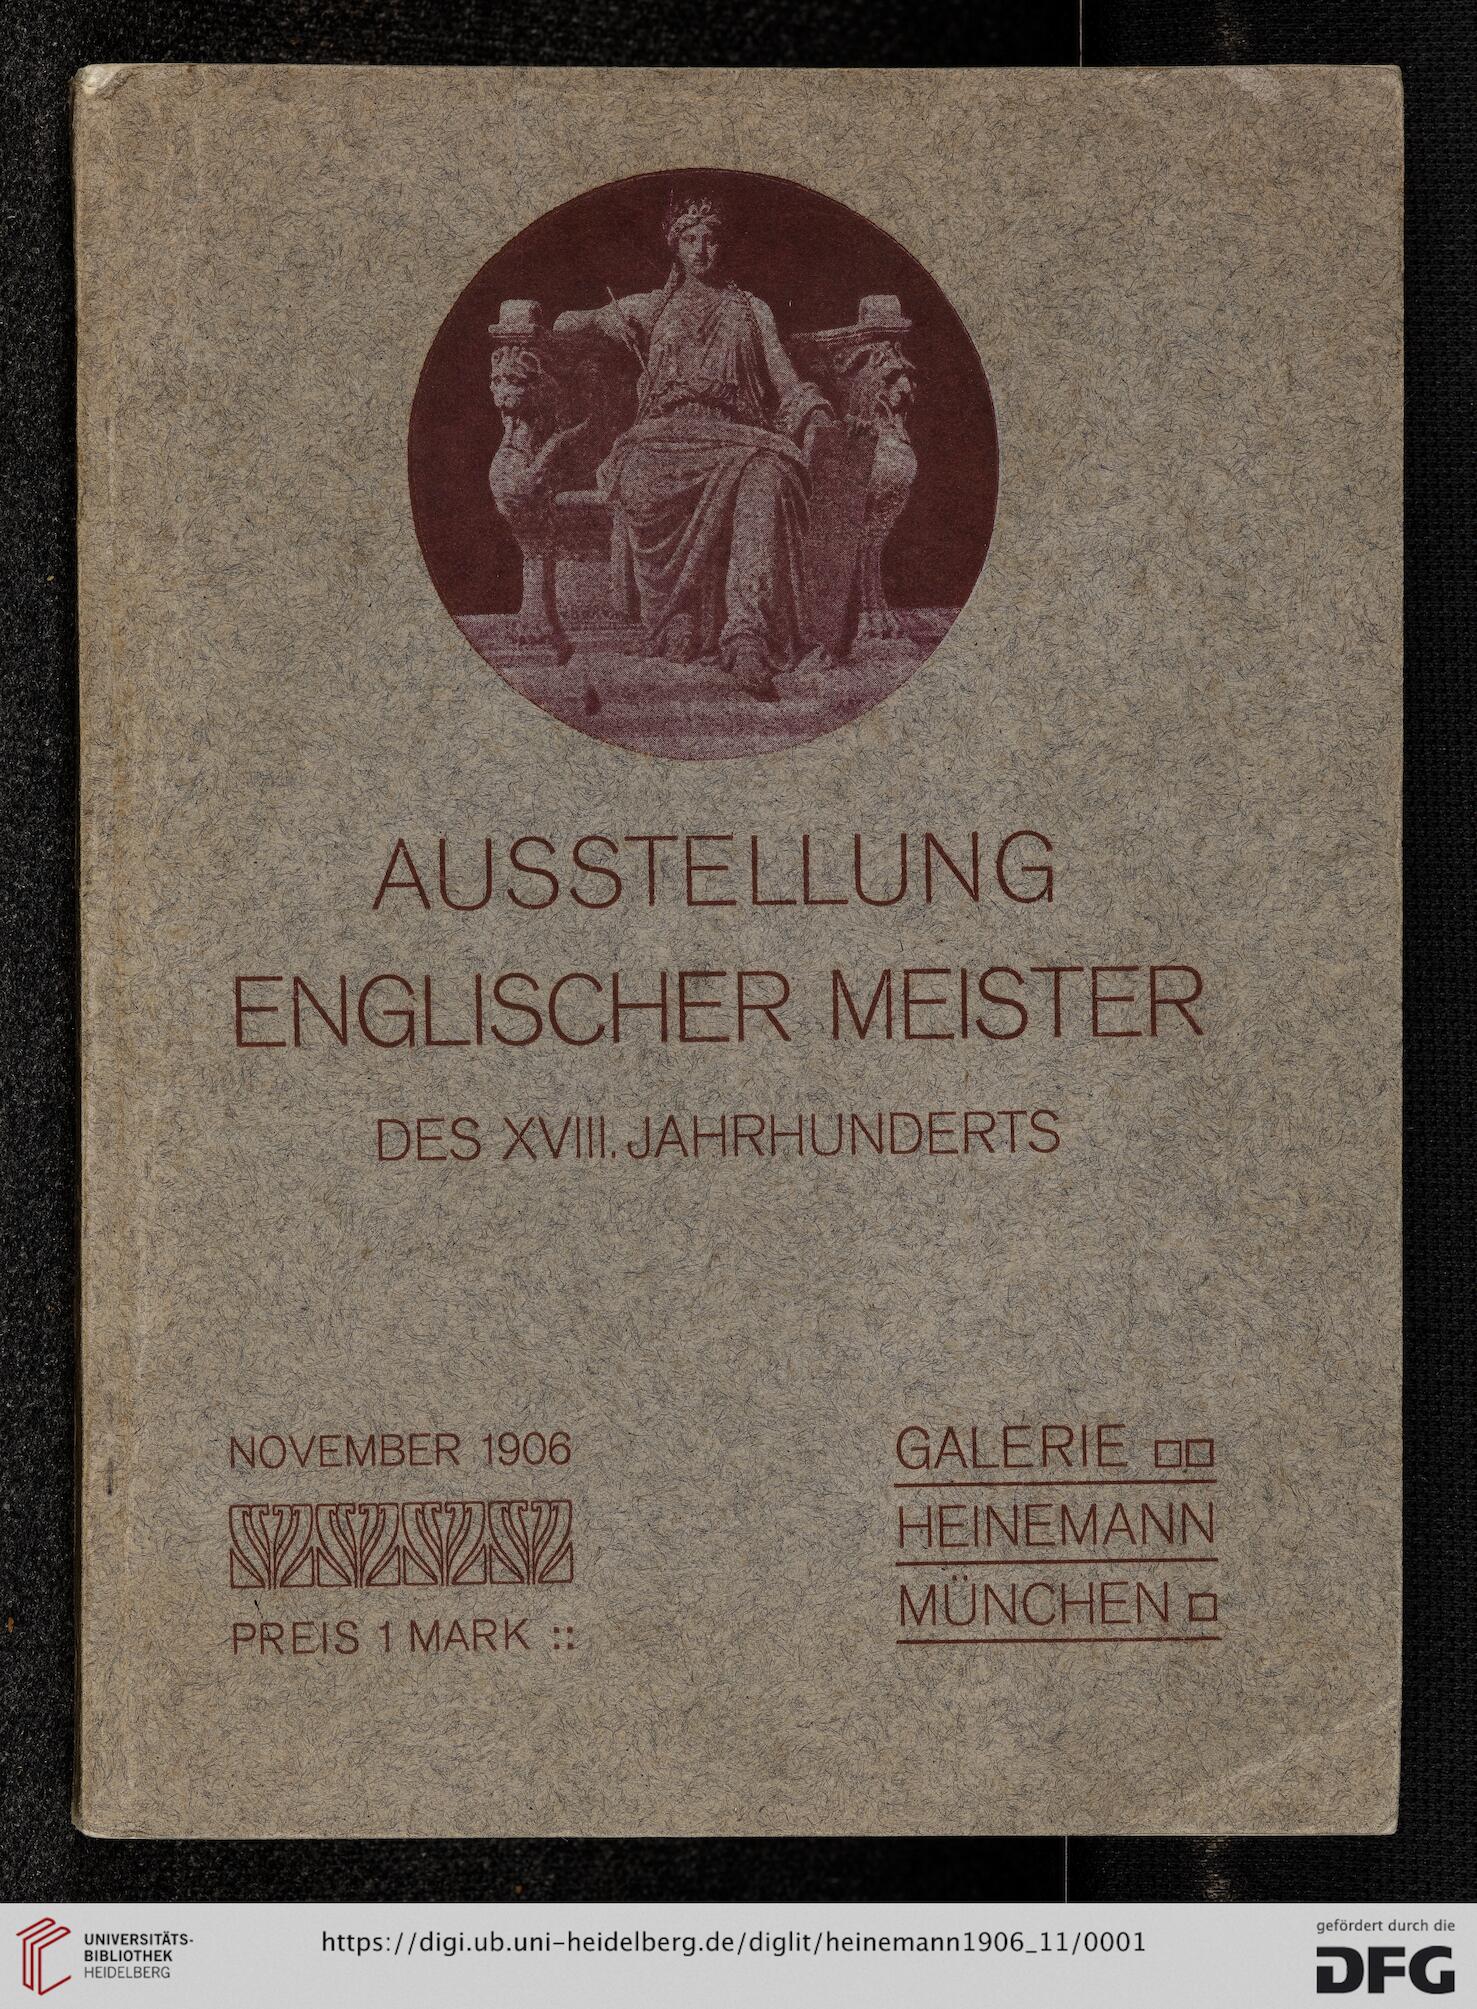 AUSSTELLUNG
ENGLISCHER MEISTER
DES XVIII. JAHRHUNDERTS
NOVEMBER 1906
PREIS 1 MARK ::
GALERIE
HEINEMANN
MÜNCHEN
UNIVERSITÄTS-
BIBLIOTHEK
HEIDELBERG
https://digi.ub.uni-heidelberg.de/diglit/heinemann1906_11/0001
gefördert durch die
DFG